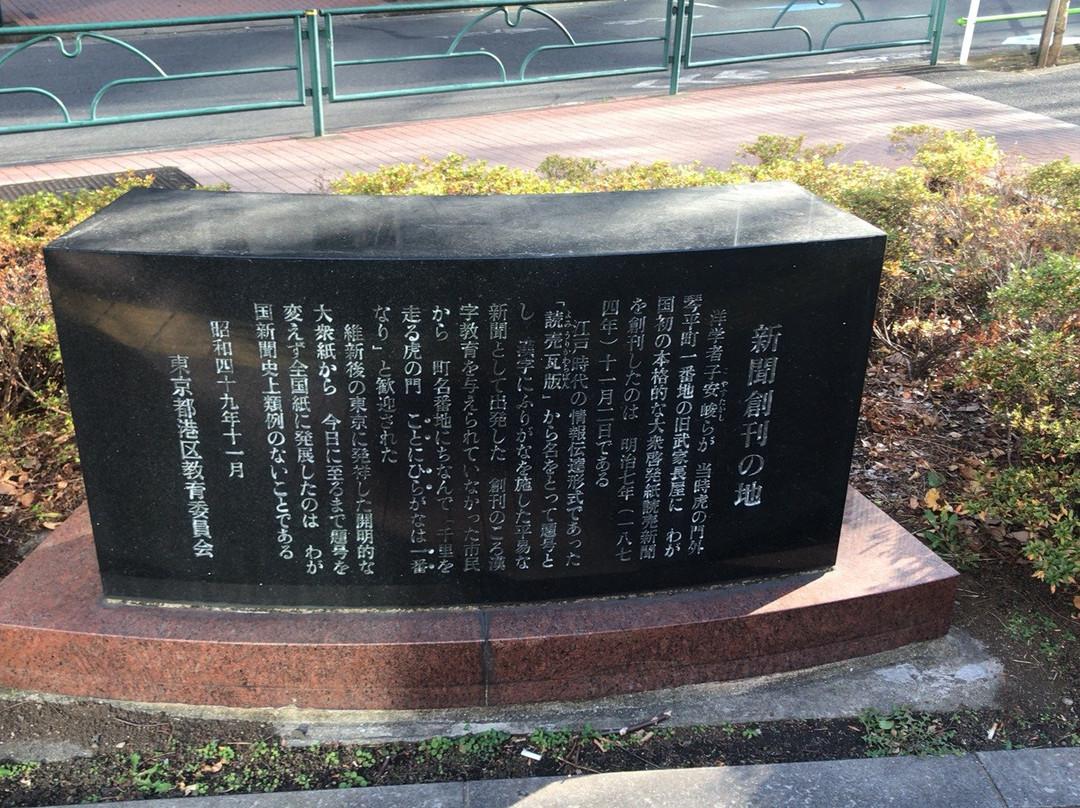 新聞創刊の地
洋学者子安 峻らが 当時虎の門外
琴平町一番地の旧武家長屋に わが
国初の本格的な大衆啓発紙読売新聞
を創刊したのは 明治七年(一八七
四年)十一月二日である
江戸時代の情報伝達形式であった
「読売瓦版」から名をとって題号と
し 漢字にふりがなを施した平易な
新聞として出発した 創刊のころ漢
字教育を与えられていなかった市民
から 町名番地にちなんで「千里を
走る虎の門 ことにひらがなは一番
なり」と歓迎された
維新後の東京に発祥した開明的な
大衆紙から 今日に至るまで題号を
変えず全国紙に発展したのは わが
国新聞史上類例のないことである
昭和四十九年十一月
東京都港区教育委員会